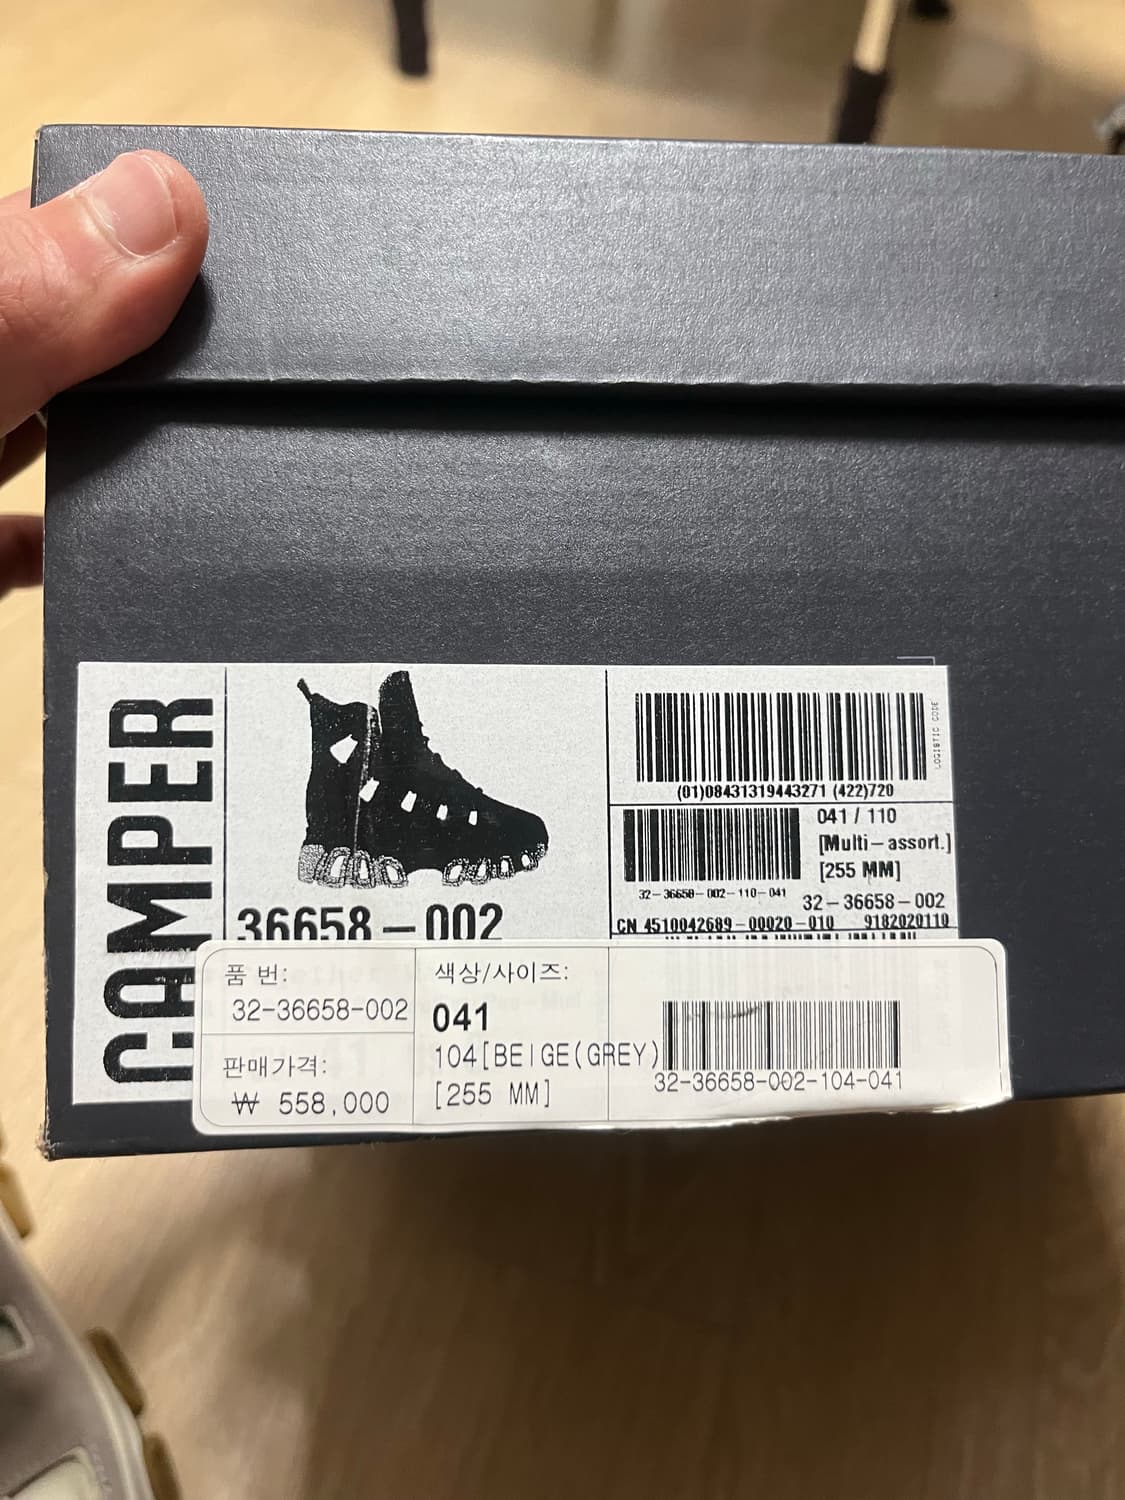 CAMPER
36658-002
(01)08431319443271 (422)720
LOGISTIC CODE
041 / 110
[Multi-assort.]
[255 MM]
32-36658-002-110-041
32-36658-002
CN 4510042689-00020-010 9182020110
품 번:
32-36658-002
판매가격:
₩ 558,000
색상/사이즈:
041
104[BEIGE(GREY)
[255 MM]
32-36658-002-104-041